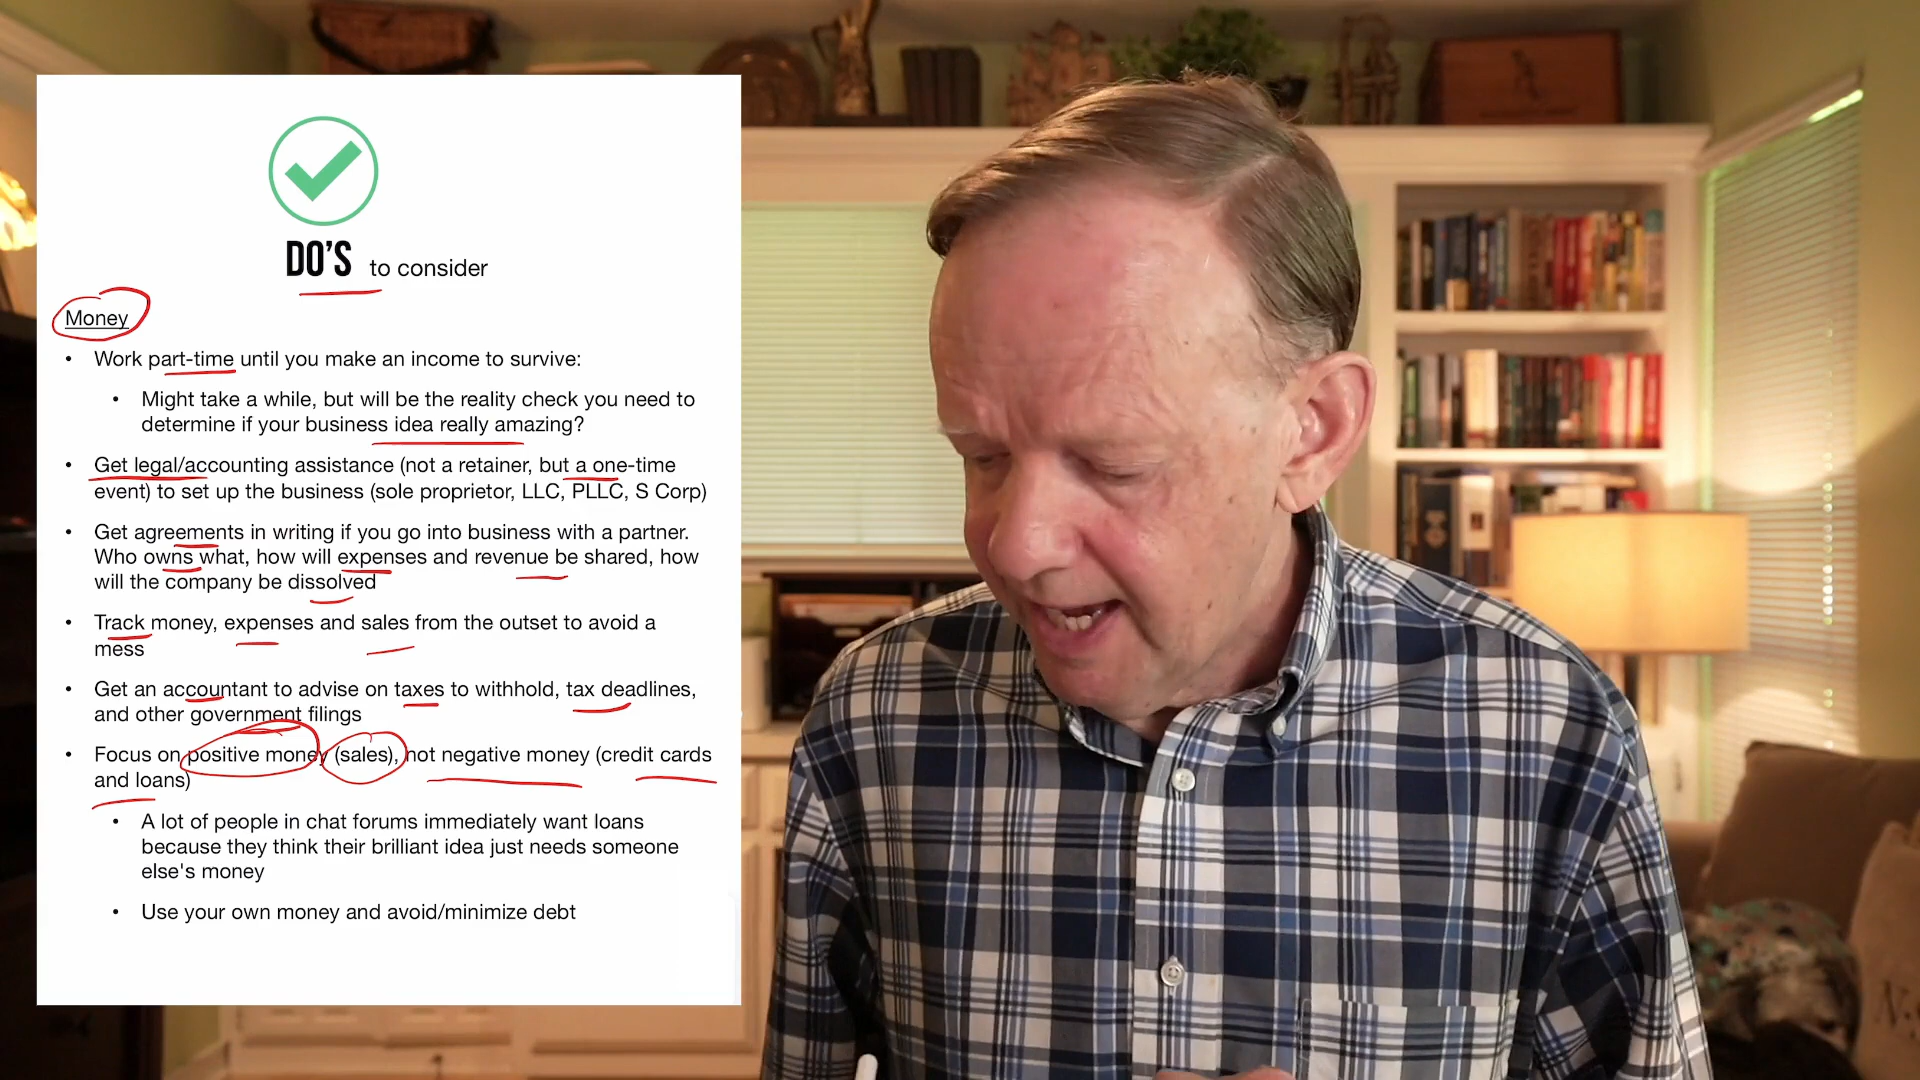 DO'S to consider
Money
• Work part-time until you make an income to survive:
• Might take a while, but will be the reality check you need to
determine if your business idea really amazing?
• Get legal/accounting assistance (not a retainer, but a one-time
event) to set up the business (sole proprietor, LLC, PLLC, S Corp)
• Get agreements in writing if you go into business with a partner.
Who owns what, how will expenses and revenue be shared, how
will the company be dissolved
• Track money, expenses and sales from the outset to avoid a
mess
• Get an accountant to advise on taxes to withhold, tax deadlines,
and other government filings
• Focus on positive money (sales), not negative money (credit cards
and loans)
• A lot of people in chat forums immediately want loans
because they think their brilliant idea just needs someone
else's money
• Use your own money and avoid/minimize debt